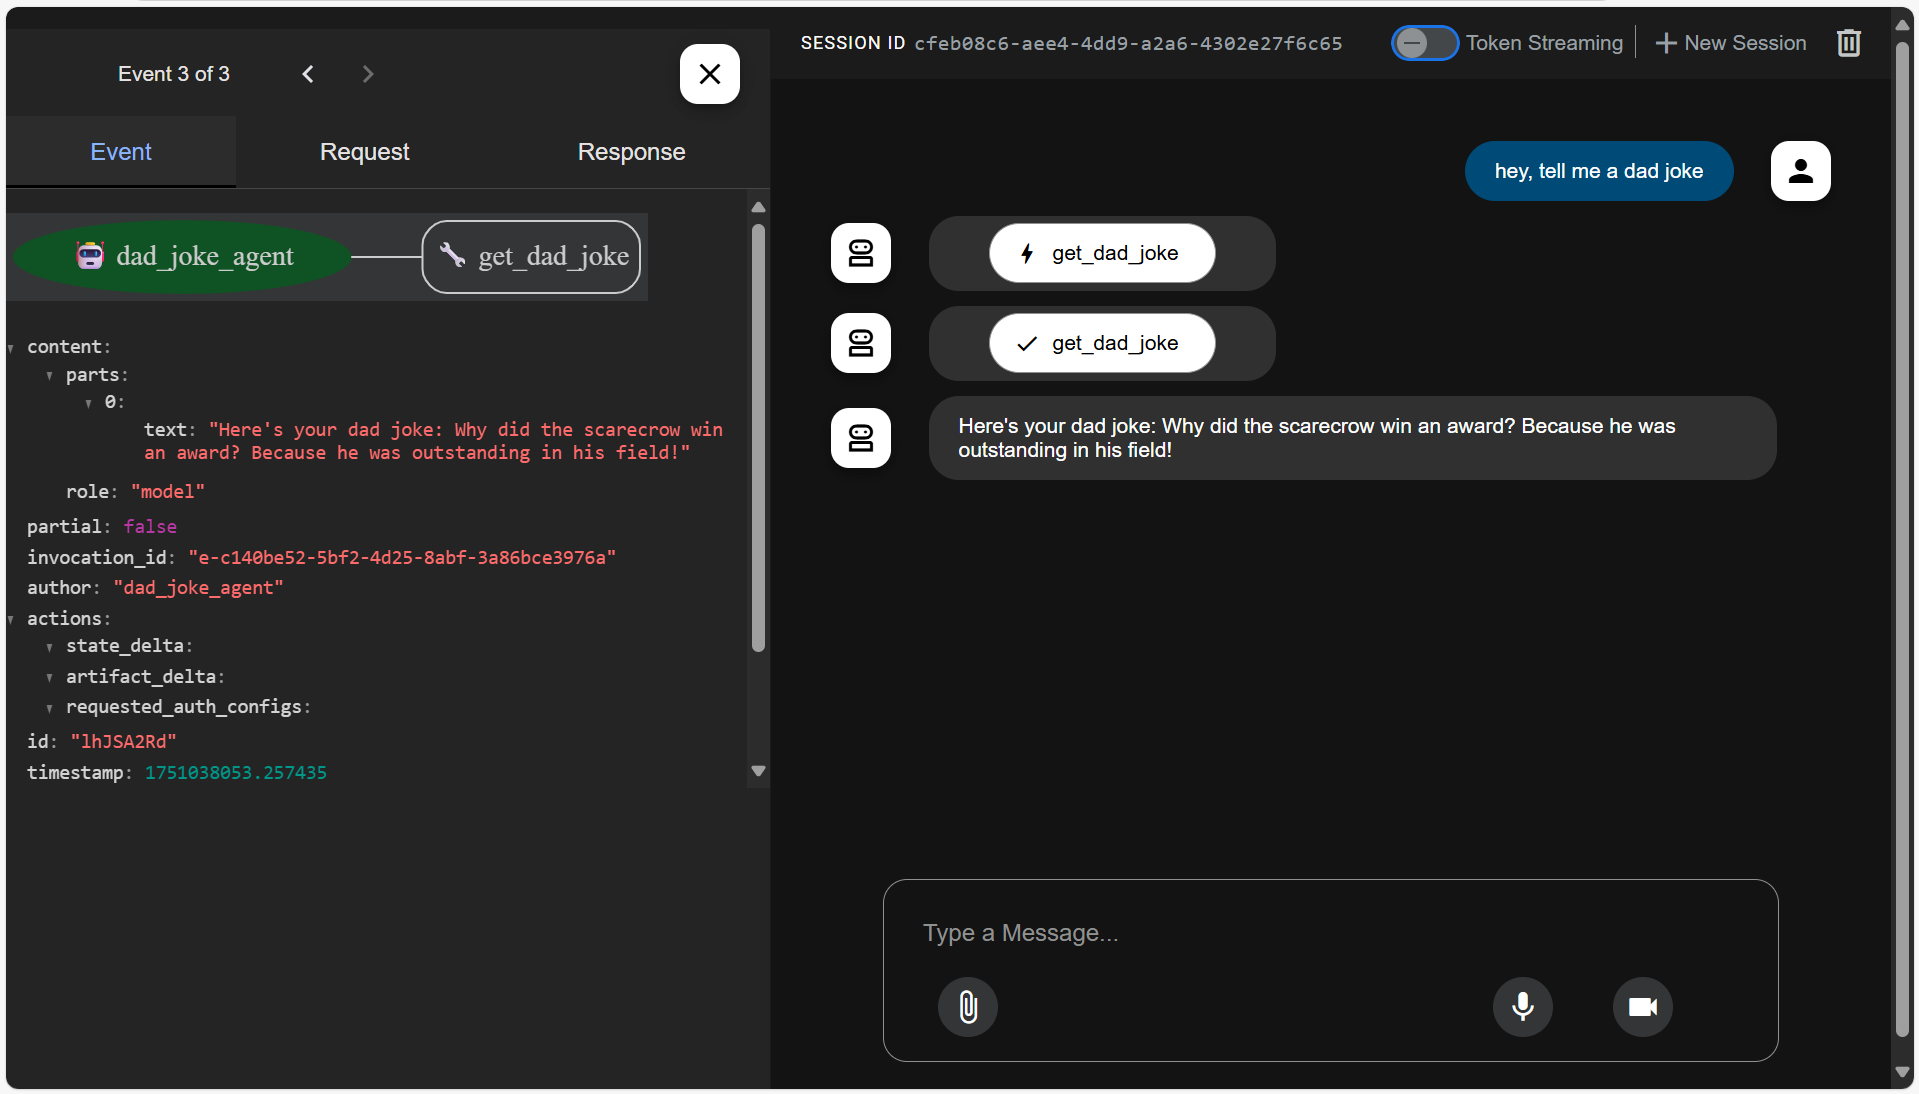 Event 3 of 3
Event
Request
Response
dad_joke_agent
get_dad_joke
content:
parts:
0:
text: "Here's your dad joke: Why did the scarecrow win
an award? Because he was outstanding in his field!"
role: "model"
partial: false
invocation_id: "e-c140be52-5bf2-4d25-8abf-3a86bce3976a"
author: "dad_joke_agent"
actions:
state_delta:
artifact_delta:
requested_auth_configs:
id: "lhJSA2Rd"
timestamp: 1751038053.257435
SESSION ID cfeb08c6-aee4-4dd9-a2a6-4302e27f6c65
Token Streaming
New Session
hey, tell me a dad joke
get_dad_joke
get_dad_joke
Here's your dad joke: Why did the scarecrow win an award? Because he was
outstanding in his field!
Type a Message...